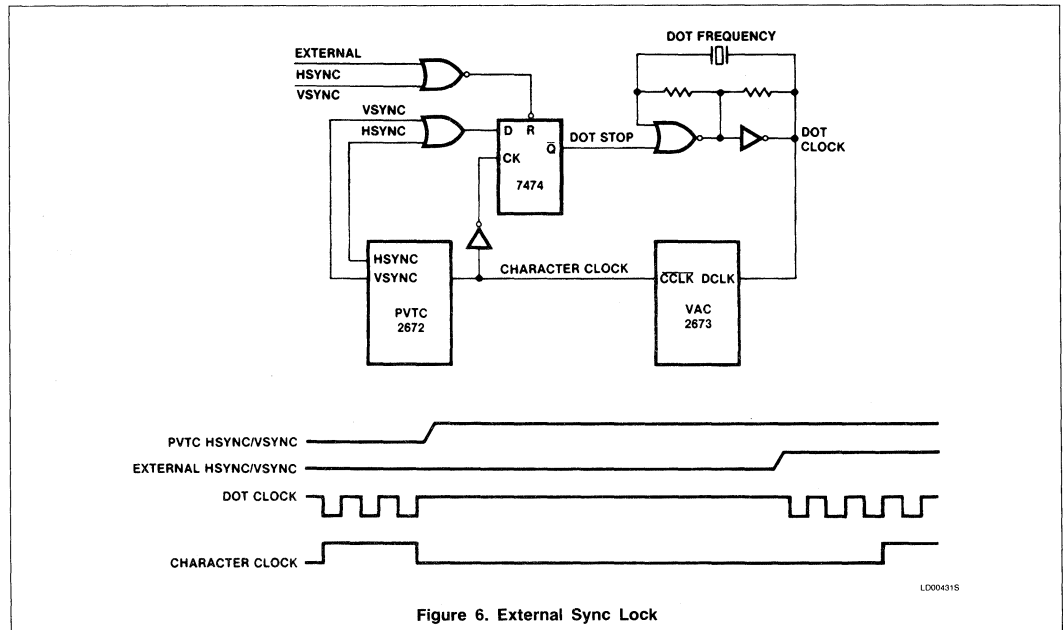 DOT FREQUENCY
EXTERNAL
HSYNC
VSYNC
VSYNC
HSYNC
D R
Q̅
CK
7474
DOT STOP
DOT
CLOCK
HSYNC
VSYNC
PVTC
2672
CHARACTER CLOCK
C̅C̅L̅K̅ DCLK
VAC
2673
PVTC HSYNC/VSYNC
EXTERNAL HSYNC/VSYNC
DOT CLOCK
CHARACTER CLOCK
LD00431S
Figure 6. External Sync Lock